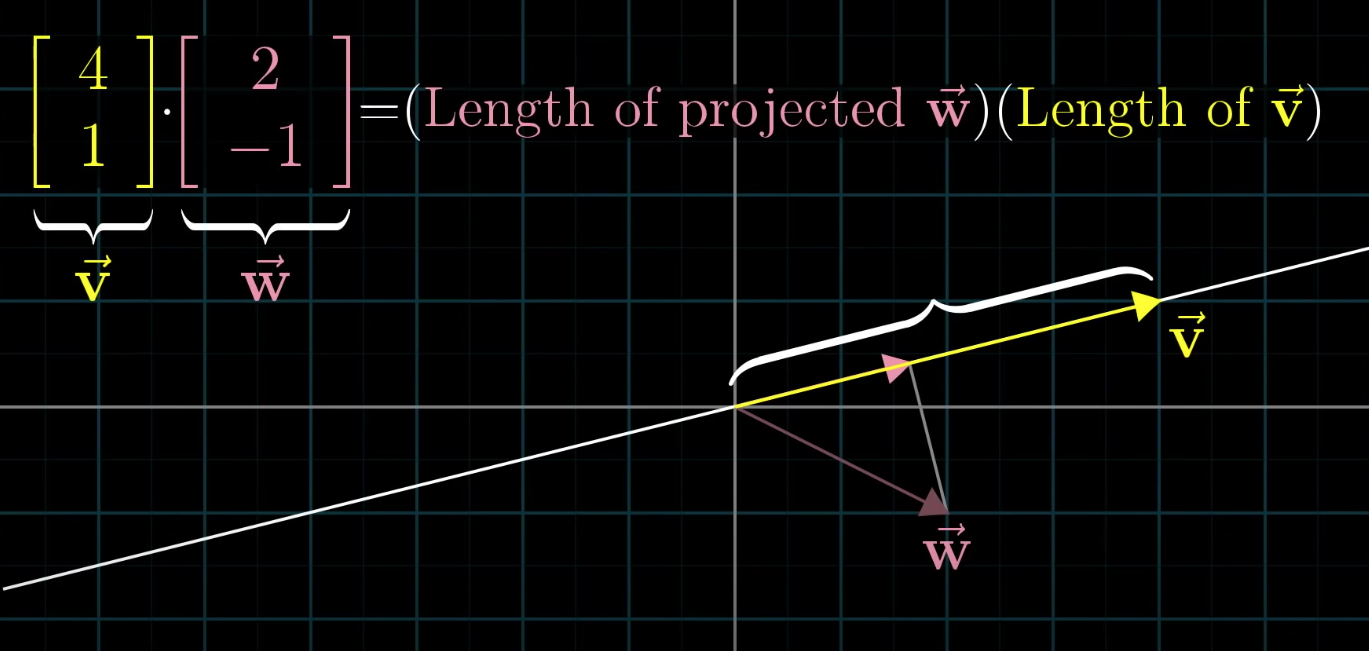 [4 1] · [2 −1] =(Length of projected w⃗)(Length of v⃗)
v⃗ w⃗
v⃗
w⃗